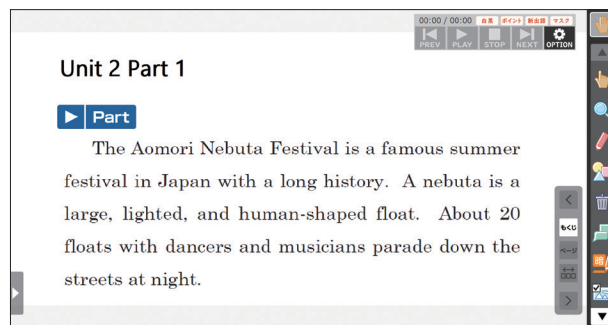 00:00 / 00:00 白黒 ポイント 新出語 マスク
PREV PLAY STOP NEXT OPTION
Unit 2 Part 1
Part
The Aomori Nebuta Festival is a famous summer
festival in Japan with a long history. A nebuta is a
large, lighted, and human-shaped float. About 20
floats with dancers and musicians parade down the
streets at night.
もくじ
ページ
暗